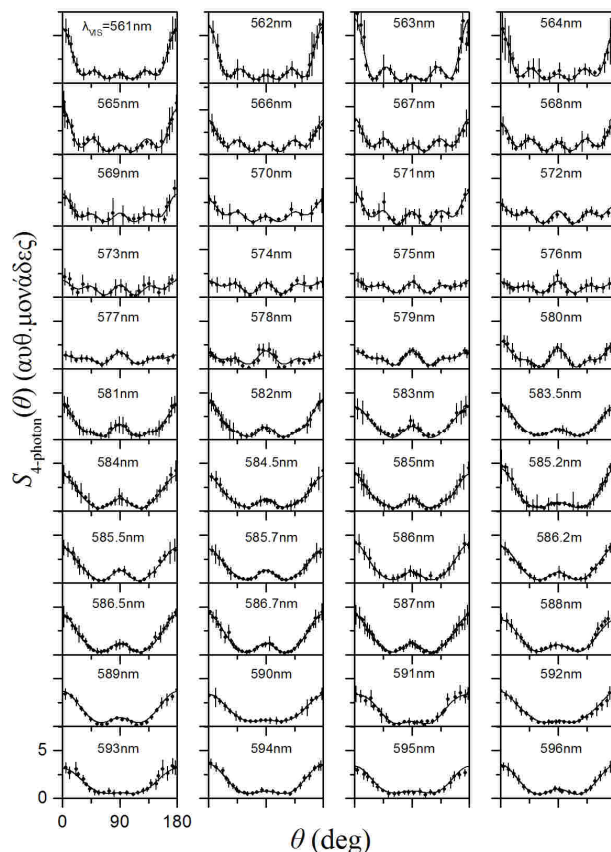 λVIS=561nm 562nm 563nm 564nm
565nm 566nm 567nm 568nm
569nm 570nm 571nm 572nm
573nm 574nm 575nm 576nm
577nm 578nm 579nm 580nm
581nm 582nm 583nm 583.5nm
584nm 584.5nm 585nm 585.2nm
585.5nm 585.7nm 586nm 586.2m
586.5nm 586.7nm 587nm 588nm
589nm 590nm 591nm 592nm
593nm 594nm 595nm 596nm
S4-photon(θ) (αυθ.μονάδες)
5
0
0 90 180
θ (deg)